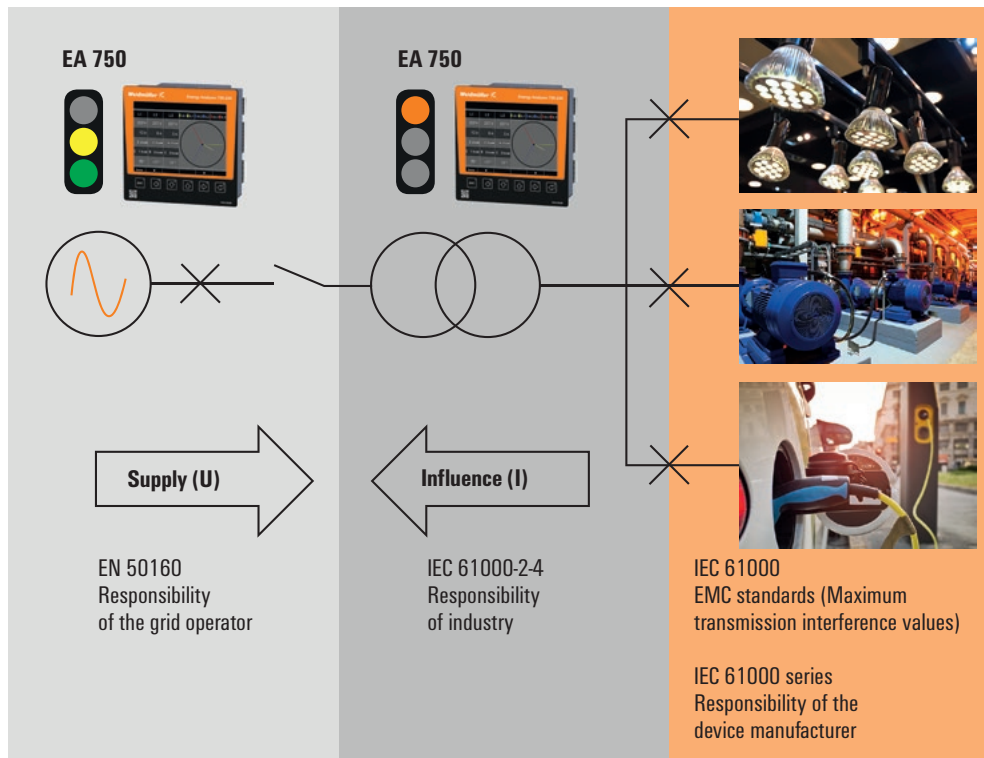 EA 750
EA 750
Weidmüller
Supply (U)
Influence (I)
EN 50160
Responsibility
of the grid operator
IEC 61000-2-4
Responsibility
of industry
IEC 61000
EMC standards (Maximum
transmission interference values)
IEC 61000 series
Responsibility of the
device manufacturer